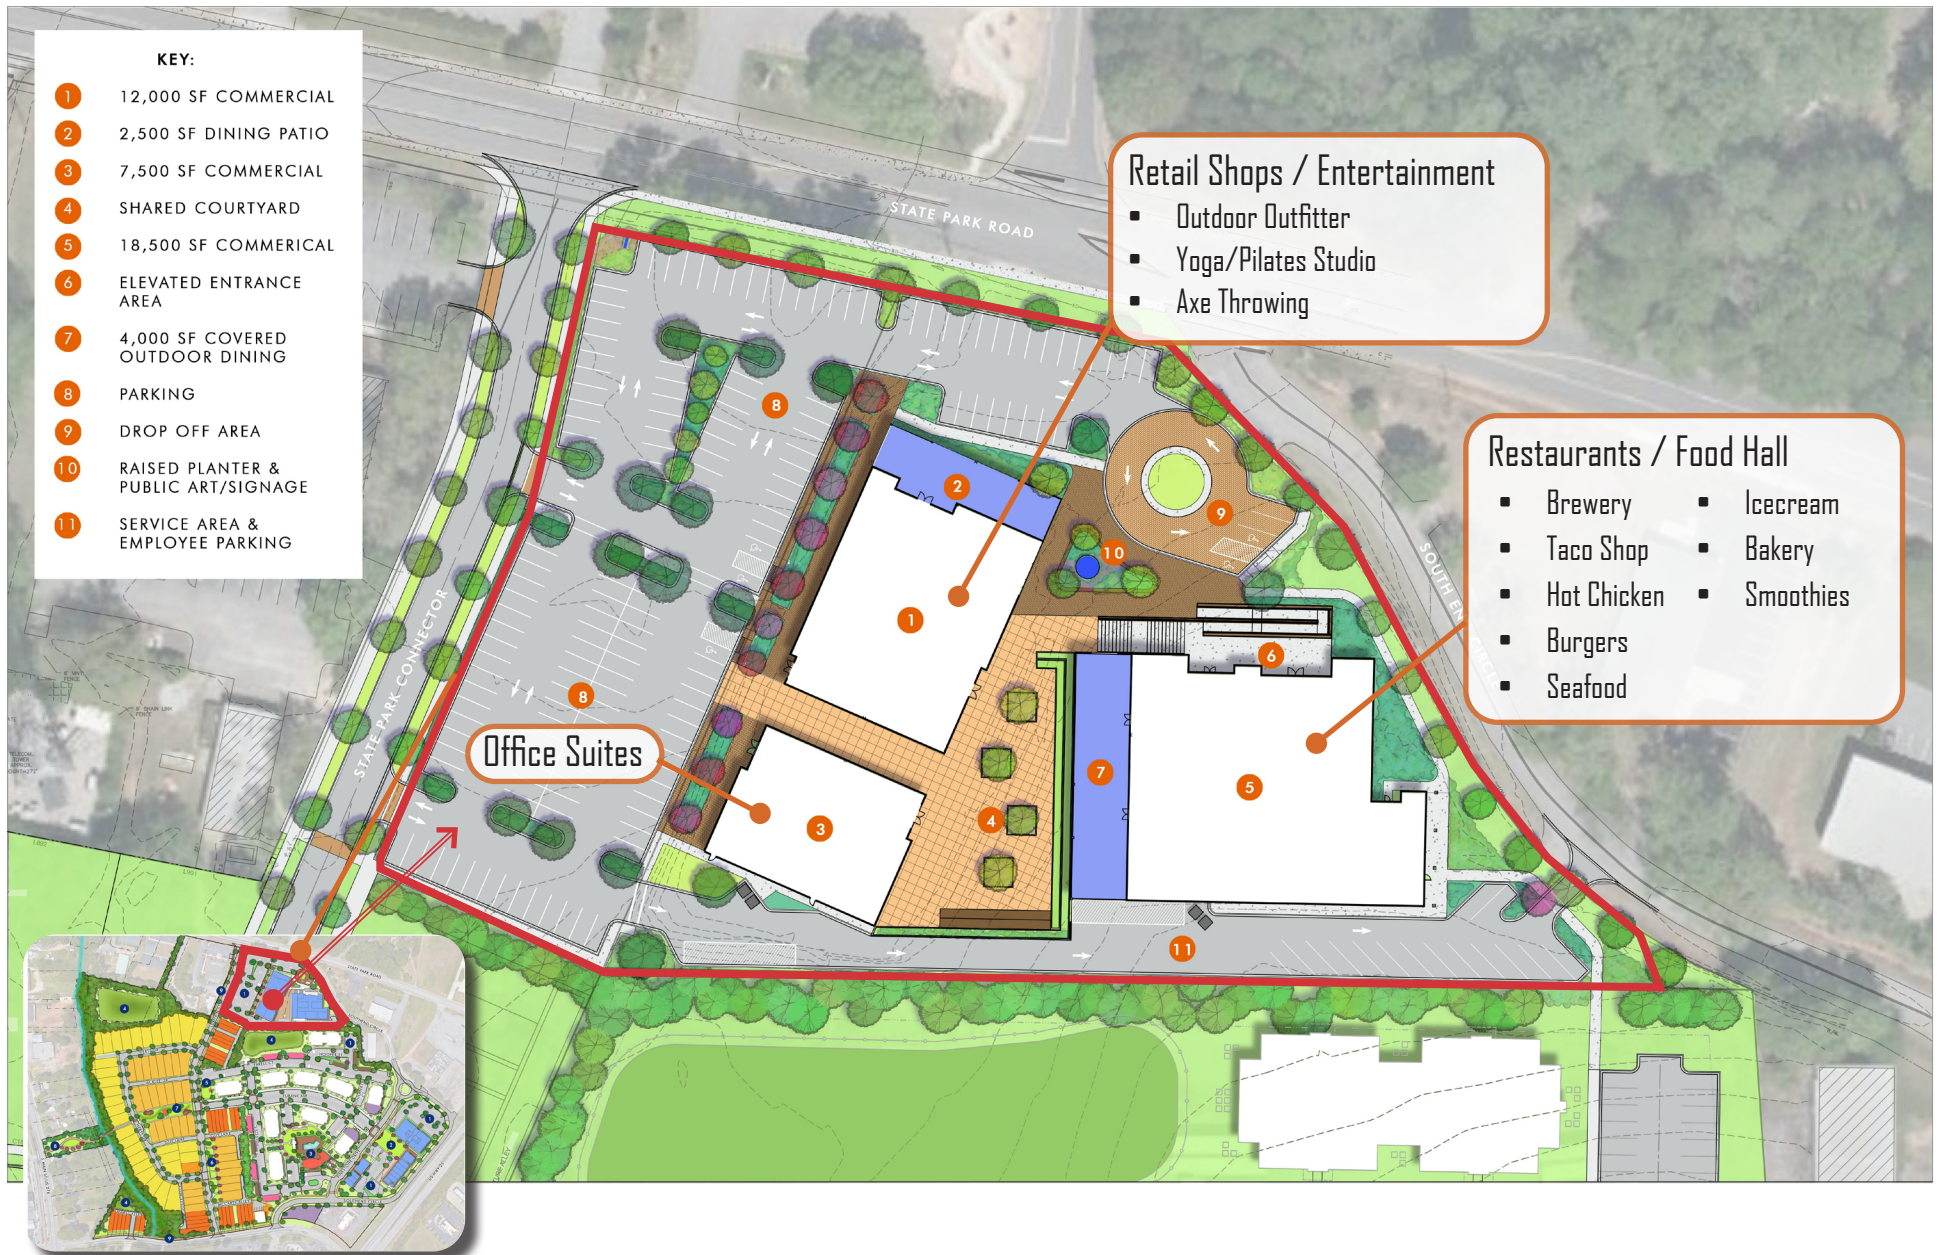 KEY:
1 12,000 SF COMMERCIAL
2 2,500 SF DINING PATIO
3 7,500 SF COMMERCIAL
4 SHARED COURTYARD
5 18,500 SF COMMERICAL
6 ELEVATED ENTRANCE
AREA
7 4,000 SF COVERED
OUTDOOR DINING
8 PARKING
9 DROP OFF AREA
10 RAISED PLANTER &
PUBLIC ART/SIGNAGE
11 SERVICE AREA &
EMPLOYEE PARKING
STATE PARK ROAD
Retail Shops / Entertainment
▪ Outdoor Outfitter
▪ Yoga/Pilates Studio
▪ Axe Throwing
Restaurants / Food Hall
▪ Brewery
▪ Taco Shop
▪ Hot Chicken
▪ Burgers
▪ Seafood
▪ Icecream
▪ Bakery
▪ Smoothies
STATE PARK CONNECTOR
Office Suites
8
8
2
9
10
1
6
7
5
4
3
11